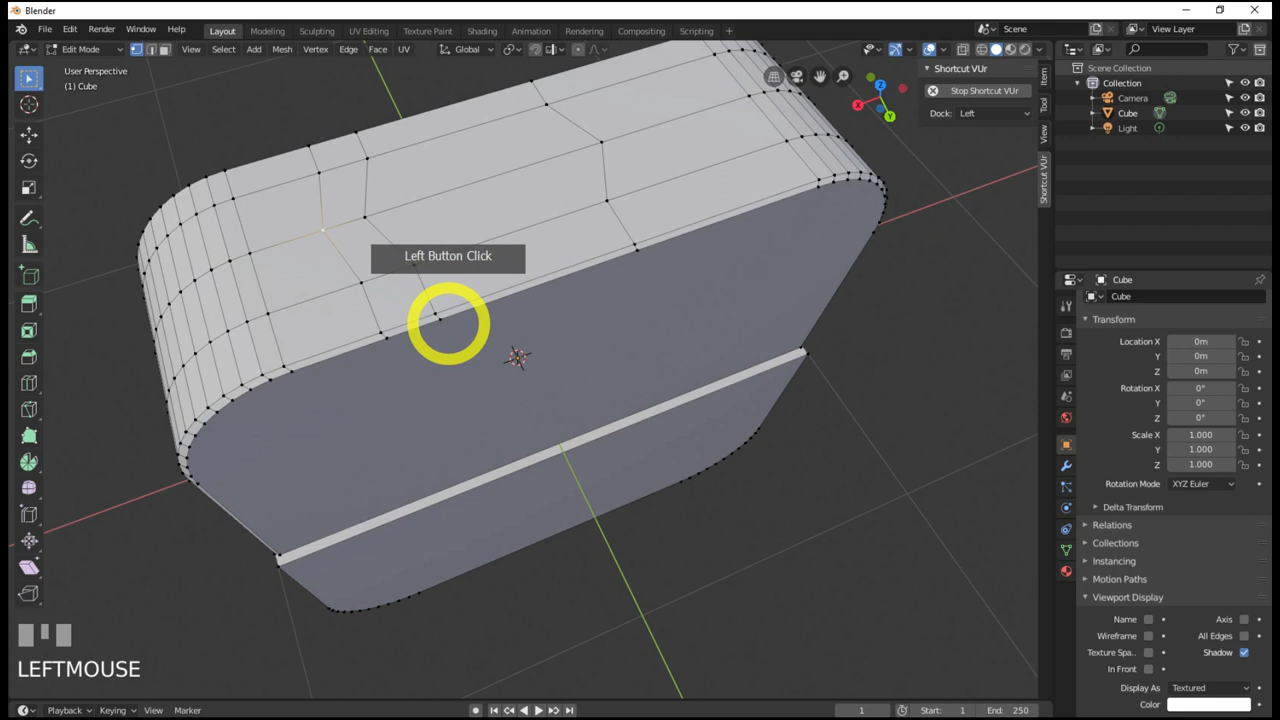 Blender
File Edit Render Window Help
Layout Modeling Sculpting UV Editing Texture Paint Shading Animation Rendering Compositing Scripting
Scene
View Layer
Edit Mode View Select Add Mesh Vertex Edge Face UV
Global
User Perspective
(1) Cube
Shortcut VUr
Stop Shortcut VUr
Dock: Left
Item
Tool
View
Shortcut VUr
X
Y
Z
Scene Collection
Collection
Camera
Cube
Light
Left Button Click
Cube
Cube
Transform
Location X 0m
Y 0m
Z 0m
Rotation X 0°
Y 0°
Z 0°
Scale X 1.000
Y 1.000
Z 1.000
Rotation Mode XYZ Euler
Delta Transform
Relations
Collections
Instancing
Motion Paths
Viewport Display
Name Axis
Wireframe All Edges
Texture Spa.. Shadow
In Front
Display As Textured
Color
LEFTMOUSE
Playback Keying View Marker
1 Start: 1 End: 250